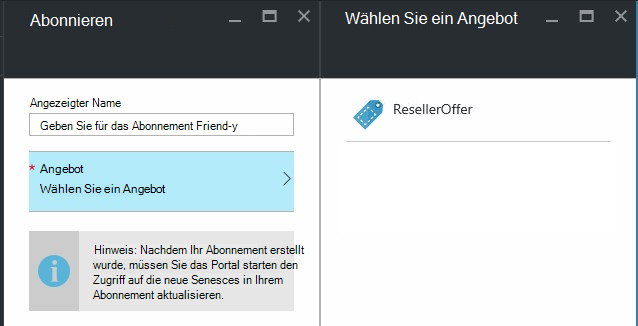 Abonnieren
Angezeigter Name
Geben Sie für das Abonnement Friend-y
* Angebot
Wählen Sie ein Angebot
Hinweis: Nachdem Ihr Abonnement erstellt
wurde, müssen Sie das Portal starten den
Zugriff auf die neue Senesces in Ihrem
Abonnement aktualisieren.
Wählen Sie ein Angebot
ResellerOffer